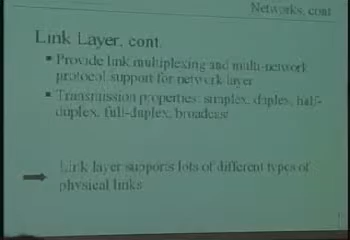 Networks, cont
Link Layer, cont.
▪ Provide link multiplexing and multi-network
protocol support for network layer
▪ Transmission properties: simplex, duplex, half-
duplex, full-duplex, broadcast
Link layer supports lots of different types of
physical links